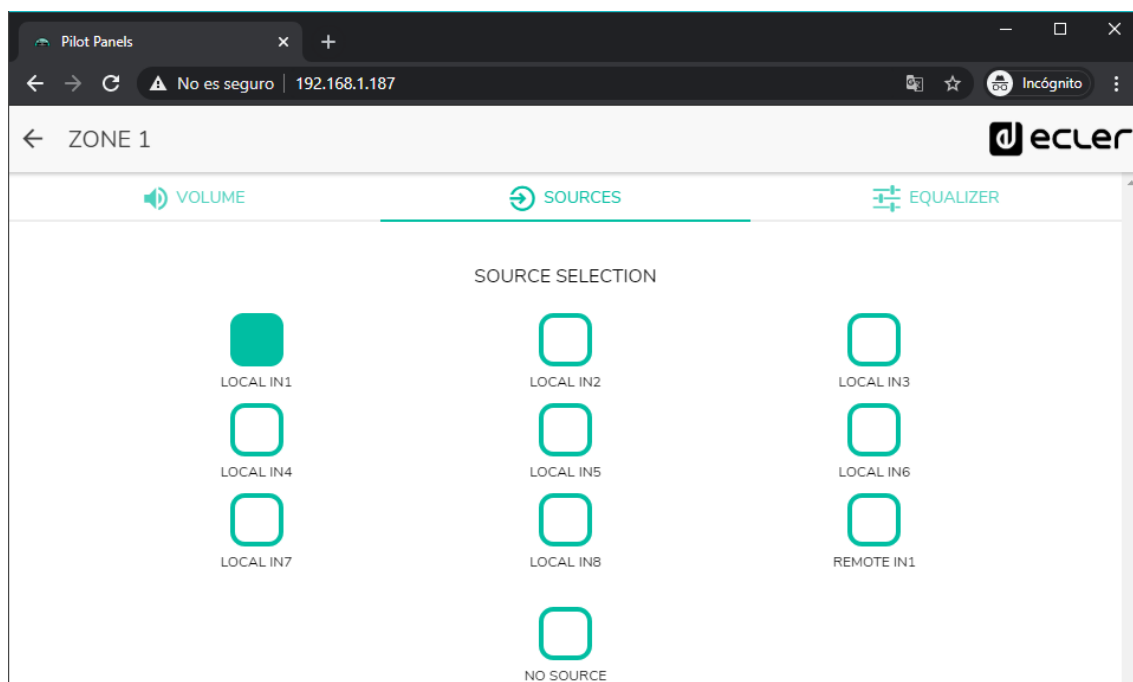 Pilot Panels
No es seguro | 192.168.1.187
Incógnito
ZONE 1
ecler
VOLUME
SOURCES
EQUALIZER
SOURCE SELECTION
LOCAL IN1
LOCAL IN2
LOCAL IN3
LOCAL IN4
LOCAL IN5
LOCAL IN6
LOCAL IN7
LOCAL IN8
REMOTE IN1
NO SOURCE